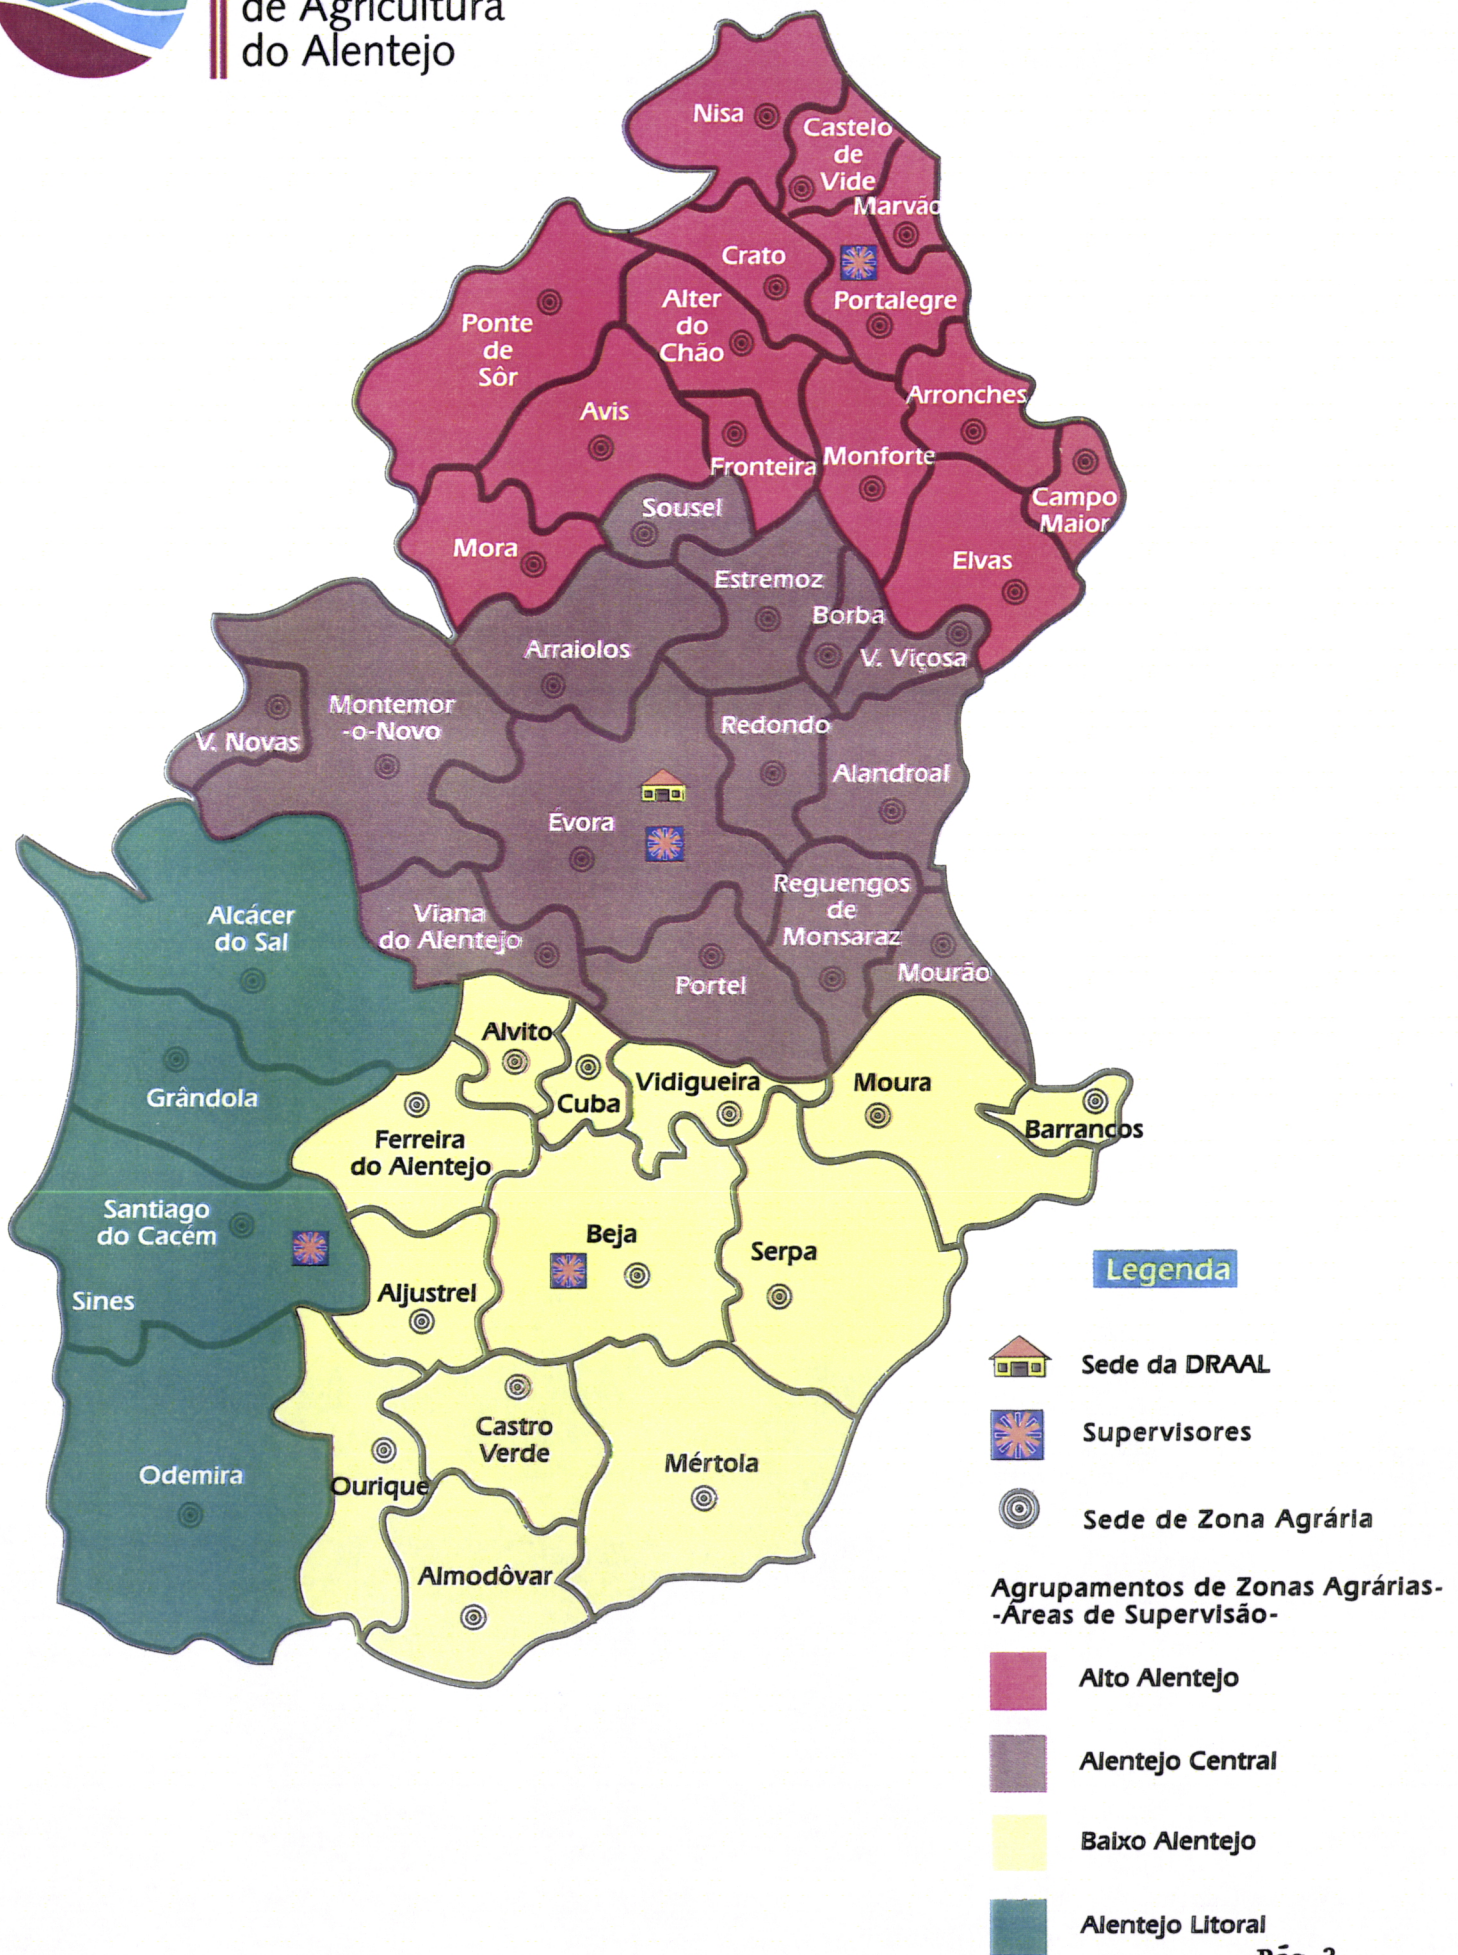 de Agricultura
do Alentejo
Nisa
Castelo
de
Vide
Marvão
Crato
Alter
do
Chão
Portalegre
Ponte
de
Sôr
Avis
Arronches
Fronteira
Monforte
Campo
Maior
Sousel
Mora
Elvas
Estremoz
Borba
V. Viçosa
Arraiolos
Montemor
-o-Novo
V. Novas
Redondo
Alandroal
Évora
Reguengos
de
Monsaraz
Viana
do Alentejo
Mourão
Portel
Alcácer
do Sal
Grândola
Alvito
Cuba
Vidigueira
Moura
Barrancos
Ferreira
do Alentejo
Santiago
do Cacém
Sines
Beja
Serpa
Aljustrel
Castro
Verde
Ourique
Mértola
Odemira
Almodôvar
Legenda
Sede da DRAAL
Supervisores
Sede de Zona Agrária
Agrupamentos de Zonas Agrárias-
-Áreas de Supervisão-
Alto Alentejo
Alentejo Central
Baixo Alentejo
Alentejo Litoral